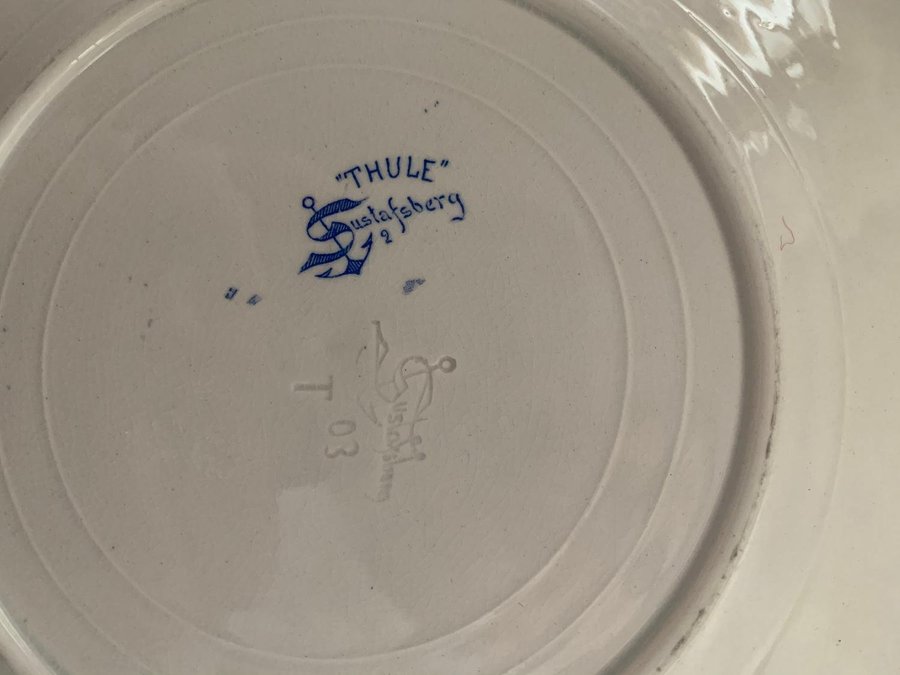 "THULE"
Gustafsberg
2
T 03